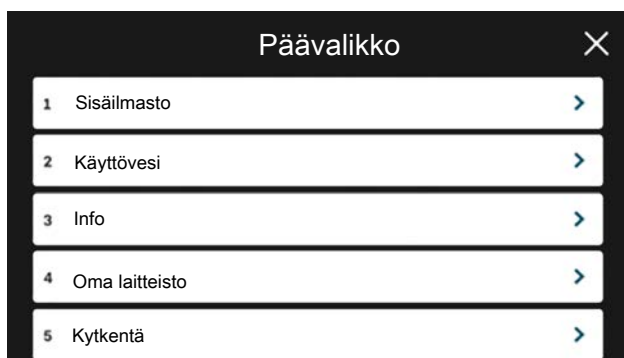 Päävalikko
1 Sisäilmasto
2 Käyttövesi
3 Info
4 Oma laitteisto
5 Kytkentä